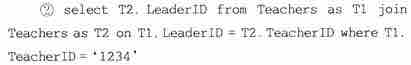 ② select T2. LeaderID from Teachers as T1 join
Teachers as T2 on T1. LeaderID = T2. TeacherID where T1.
TeacherID = ‘1234’